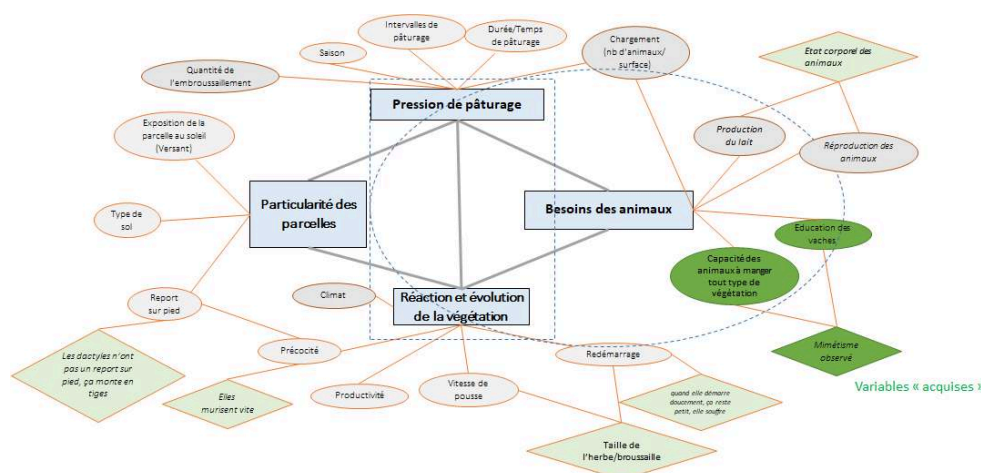 Intervalles de
pâturage
Durée/Temps
de pâturage
Saison
Chargement
(nb d'animaux/
surface)
Etat corporel des
animaux
Quantité de
l'embroussaillement
Pression de pâturage
Exposition de la
parcelle au soleil
(Versant)
Production
du lait
Réproduction des
animaux
Particularité des
parcelles
Besoins des animaux
Type de
sol
Education des
vaches
Capacité des
animaux à manger
tout type de
végétation
Climat
Réaction et évolution
de la végétation
Report
sur pied
Précocité
Redémarrage
Mimétisme
observé
Les dactyles n'ont
pas un report sur
pied, ça monte en
tiges
Variables « acquises »
Elles
murisent vite
Productivité
Vitesse de
pousse
quand elle démarre
doucement, ça reste
petit, elle souffre
Taille de
l'herbe/broussaille